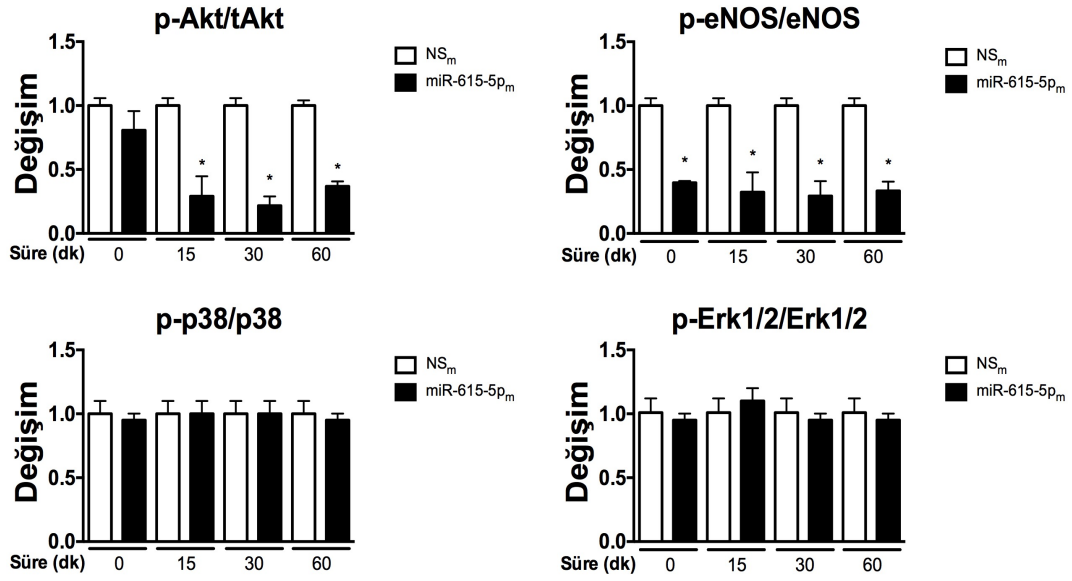 p-Akt/tAkt
1.5
1.0
0.5
0.0
Değişim
NSm
miR-615-5pm
*
*
*
Süre (dk) 0 15 30 60
p-eNOS/eNOS
1.5
1.0
0.5
0.0
Değişim
NSm
miR-615-5pm
*
*
*
*
Süre (dk) 0 15 30 60
p-p38/p38
1.5
1.0
0.5
0.0
Değişim
NSm
miR-615-5pm
Süre (dk) 0 15 30 60
p-Erk1/2/Erk1/2
1.5
1.0
0.5
0.0
Değişim
NSm
miR-615-5pm
Süre (dk) 0 15 30 60